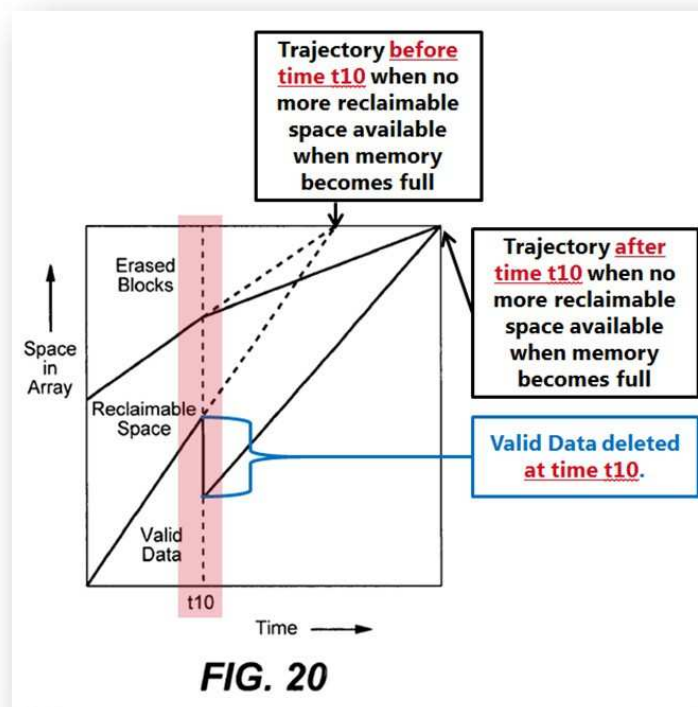 Trajectory before
time t10 when no
more reclaimable
space available
when memory
becomes full
Erased
Blocks
Space
in
Array
Reclaimable
Space
Valid
Data
Trajectory after
time t10 when no
more reclaimable
space available
when memory
becomes full
Valid Data deleted
at time t10.
t10
Time
FIG. 20